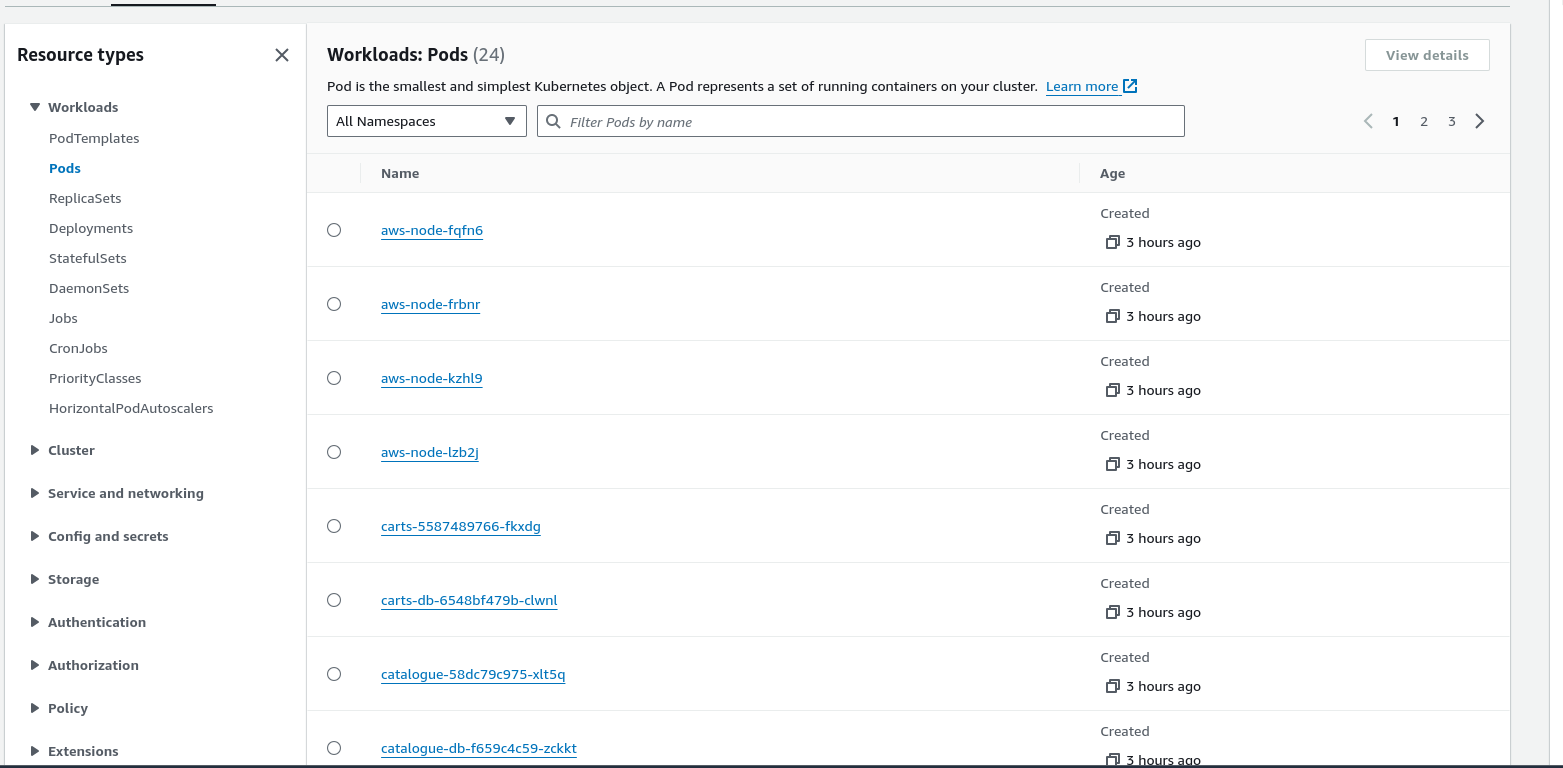 Resource types
Workloads
PodTemplates
Pods
ReplicaSets
Deployments
StatefulSets
DaemonSets
Jobs
CronJobs
PriorityClasses
HorizontalPodAutoscalers
Cluster
Service and networking
Config and secrets
Storage
Authentication
Authorization
Policy
Extensions
Workloads: Pods (24)
View details
Pod is the smallest and simplest Kubernetes object. A Pod represents a set of running containers on your cluster. Learn more
All Namespaces
Filter Pods by name
1 2 3
Name Age
aws-node-fqfn6
Created
3 hours ago
aws-node-frbnr
Created
3 hours ago
aws-node-kzhl9
Created
3 hours ago
aws-node-lzb2j
Created
3 hours ago
carts-5587489766-fkxdg
Created
3 hours ago
carts-db-6548bf479b-clwnl
Created
3 hours ago
catalogue-58dc79c975-xlt5q
Created
3 hours ago
catalogue-db-f659c4c59-zckkt
Created
3 hours ago